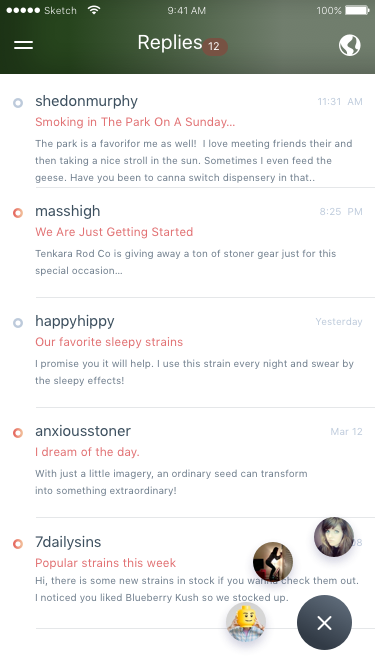 Sketch 9:41 AM 100%
Replies 12
shedonmurphy 11:31 AM
Smoking in The Park On A Sunday...
The park is a favorifor me as well! I love meeting friends their and
then taking a nice stroll in the sun. Sometimes I even feed the
geese. Have you been to canna switch dispensery in that..
masshigh 8:25 PM
We Are Just Getting Started
Tenkara Rod Co is giving away a ton of stoner gear just for this
special occasion...
happyhippy Yesterday
Our favorite sleepy strains
I promise you it will help. I use this strain every night and swear by
the sleepy effects!
anxiousstoner Mar 12
I dream of the day.
With just a little imagery, an ordinary seed can transform
into something extraordinary!
7dailysins
Popular strains this week
Hi, there is some new strains in stock if you wanna check them out.
I noticed you liked Blueberry Kush so we stocked up.